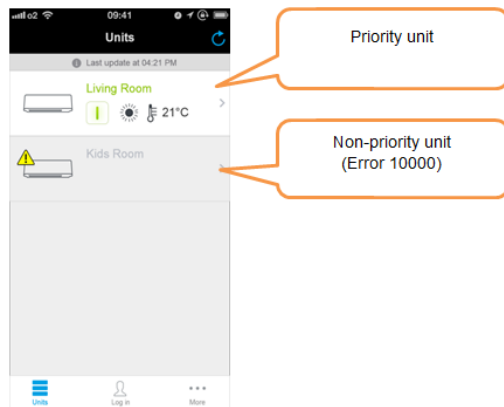 o2 09:41
Units
Last update at 04:21 PM
Living Room
21°C
Kids Room
Units Log in More
Priority unit
Non-priority unit
(Error 10000)